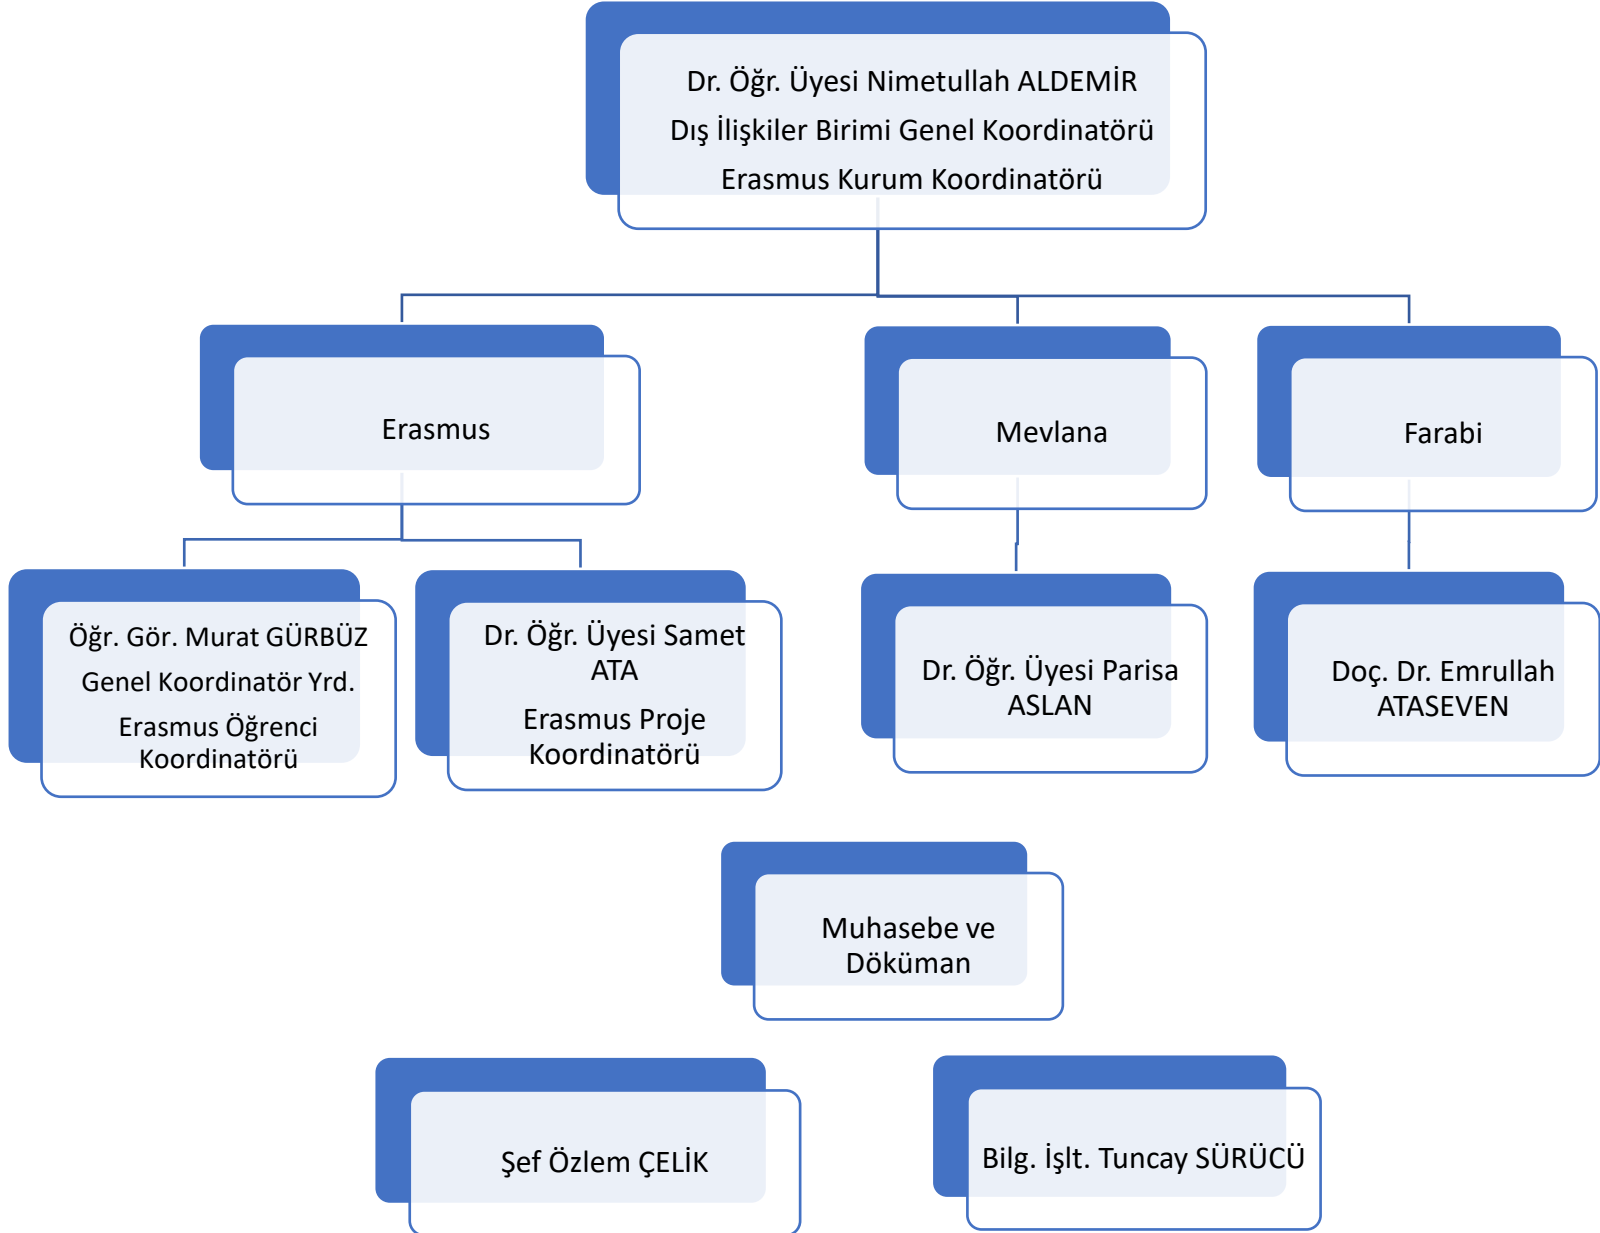 Dr. Öğr. Üyesi Nimetullah ALDEMİR
Dış İlişkiler Birimi Genel Koordinatörü
Erasmus Kurum Koordinatörü
Erasmus
Mevlana
Farabi
Öğr. Gör. Murat GÜRBÜZ
Genel Koordinatör Yrd.
Erasmus Öğrenci
Koordinatörü
Dr. Öğr. Üyesi Samet
ATA
Erasmus Proje
Koordinatörü
Dr. Öğr. Üyesi Parisa
ASLAN
Doç. Dr. Emrullah
ATASEVEN
Muhasebe ve
Döküman
Şef Özlem ÇELİK
Bilg. İşlt. Tuncay SÜRÜCÜ